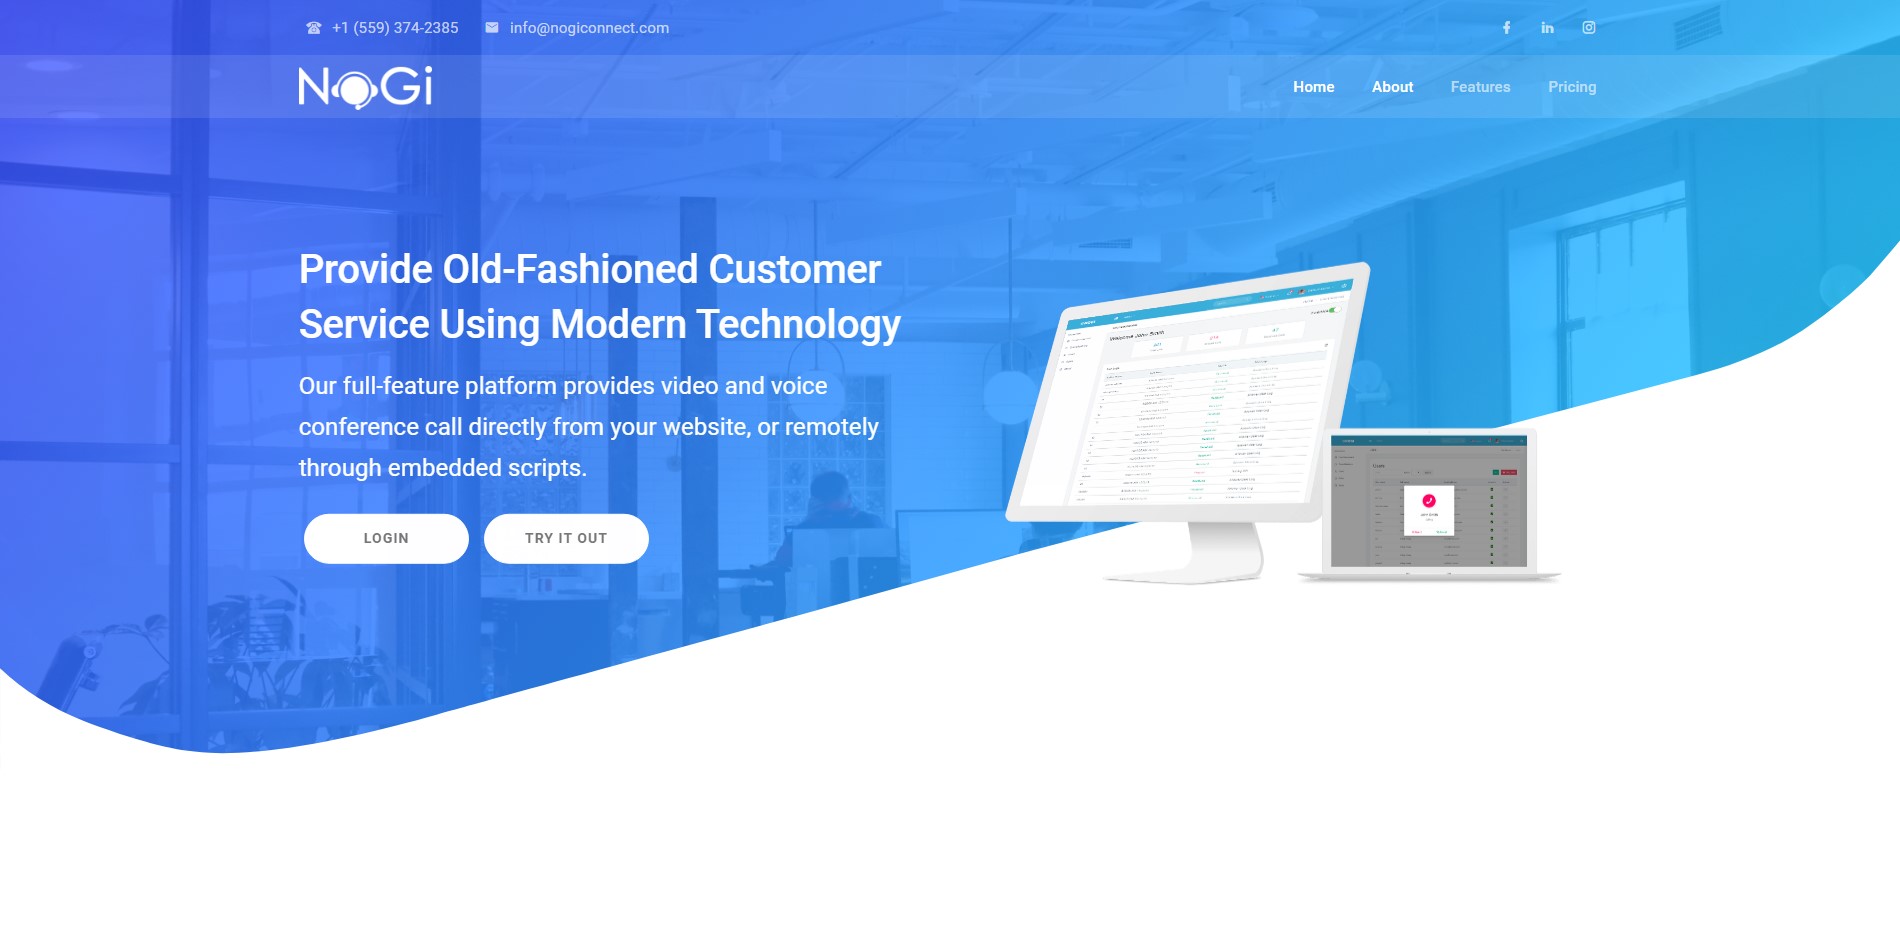 +1 (559) 374-2385 info@nogiconnect.com
NoGi
Home About Features Pricing
Provide Old-Fashioned Customer
Service Using Modern Technology
Our full-feature platform provides video and voice
conference call directly from your website, or remotely
through embedded scripts.
LOGIN TRY IT OUT
Welcome John Smith